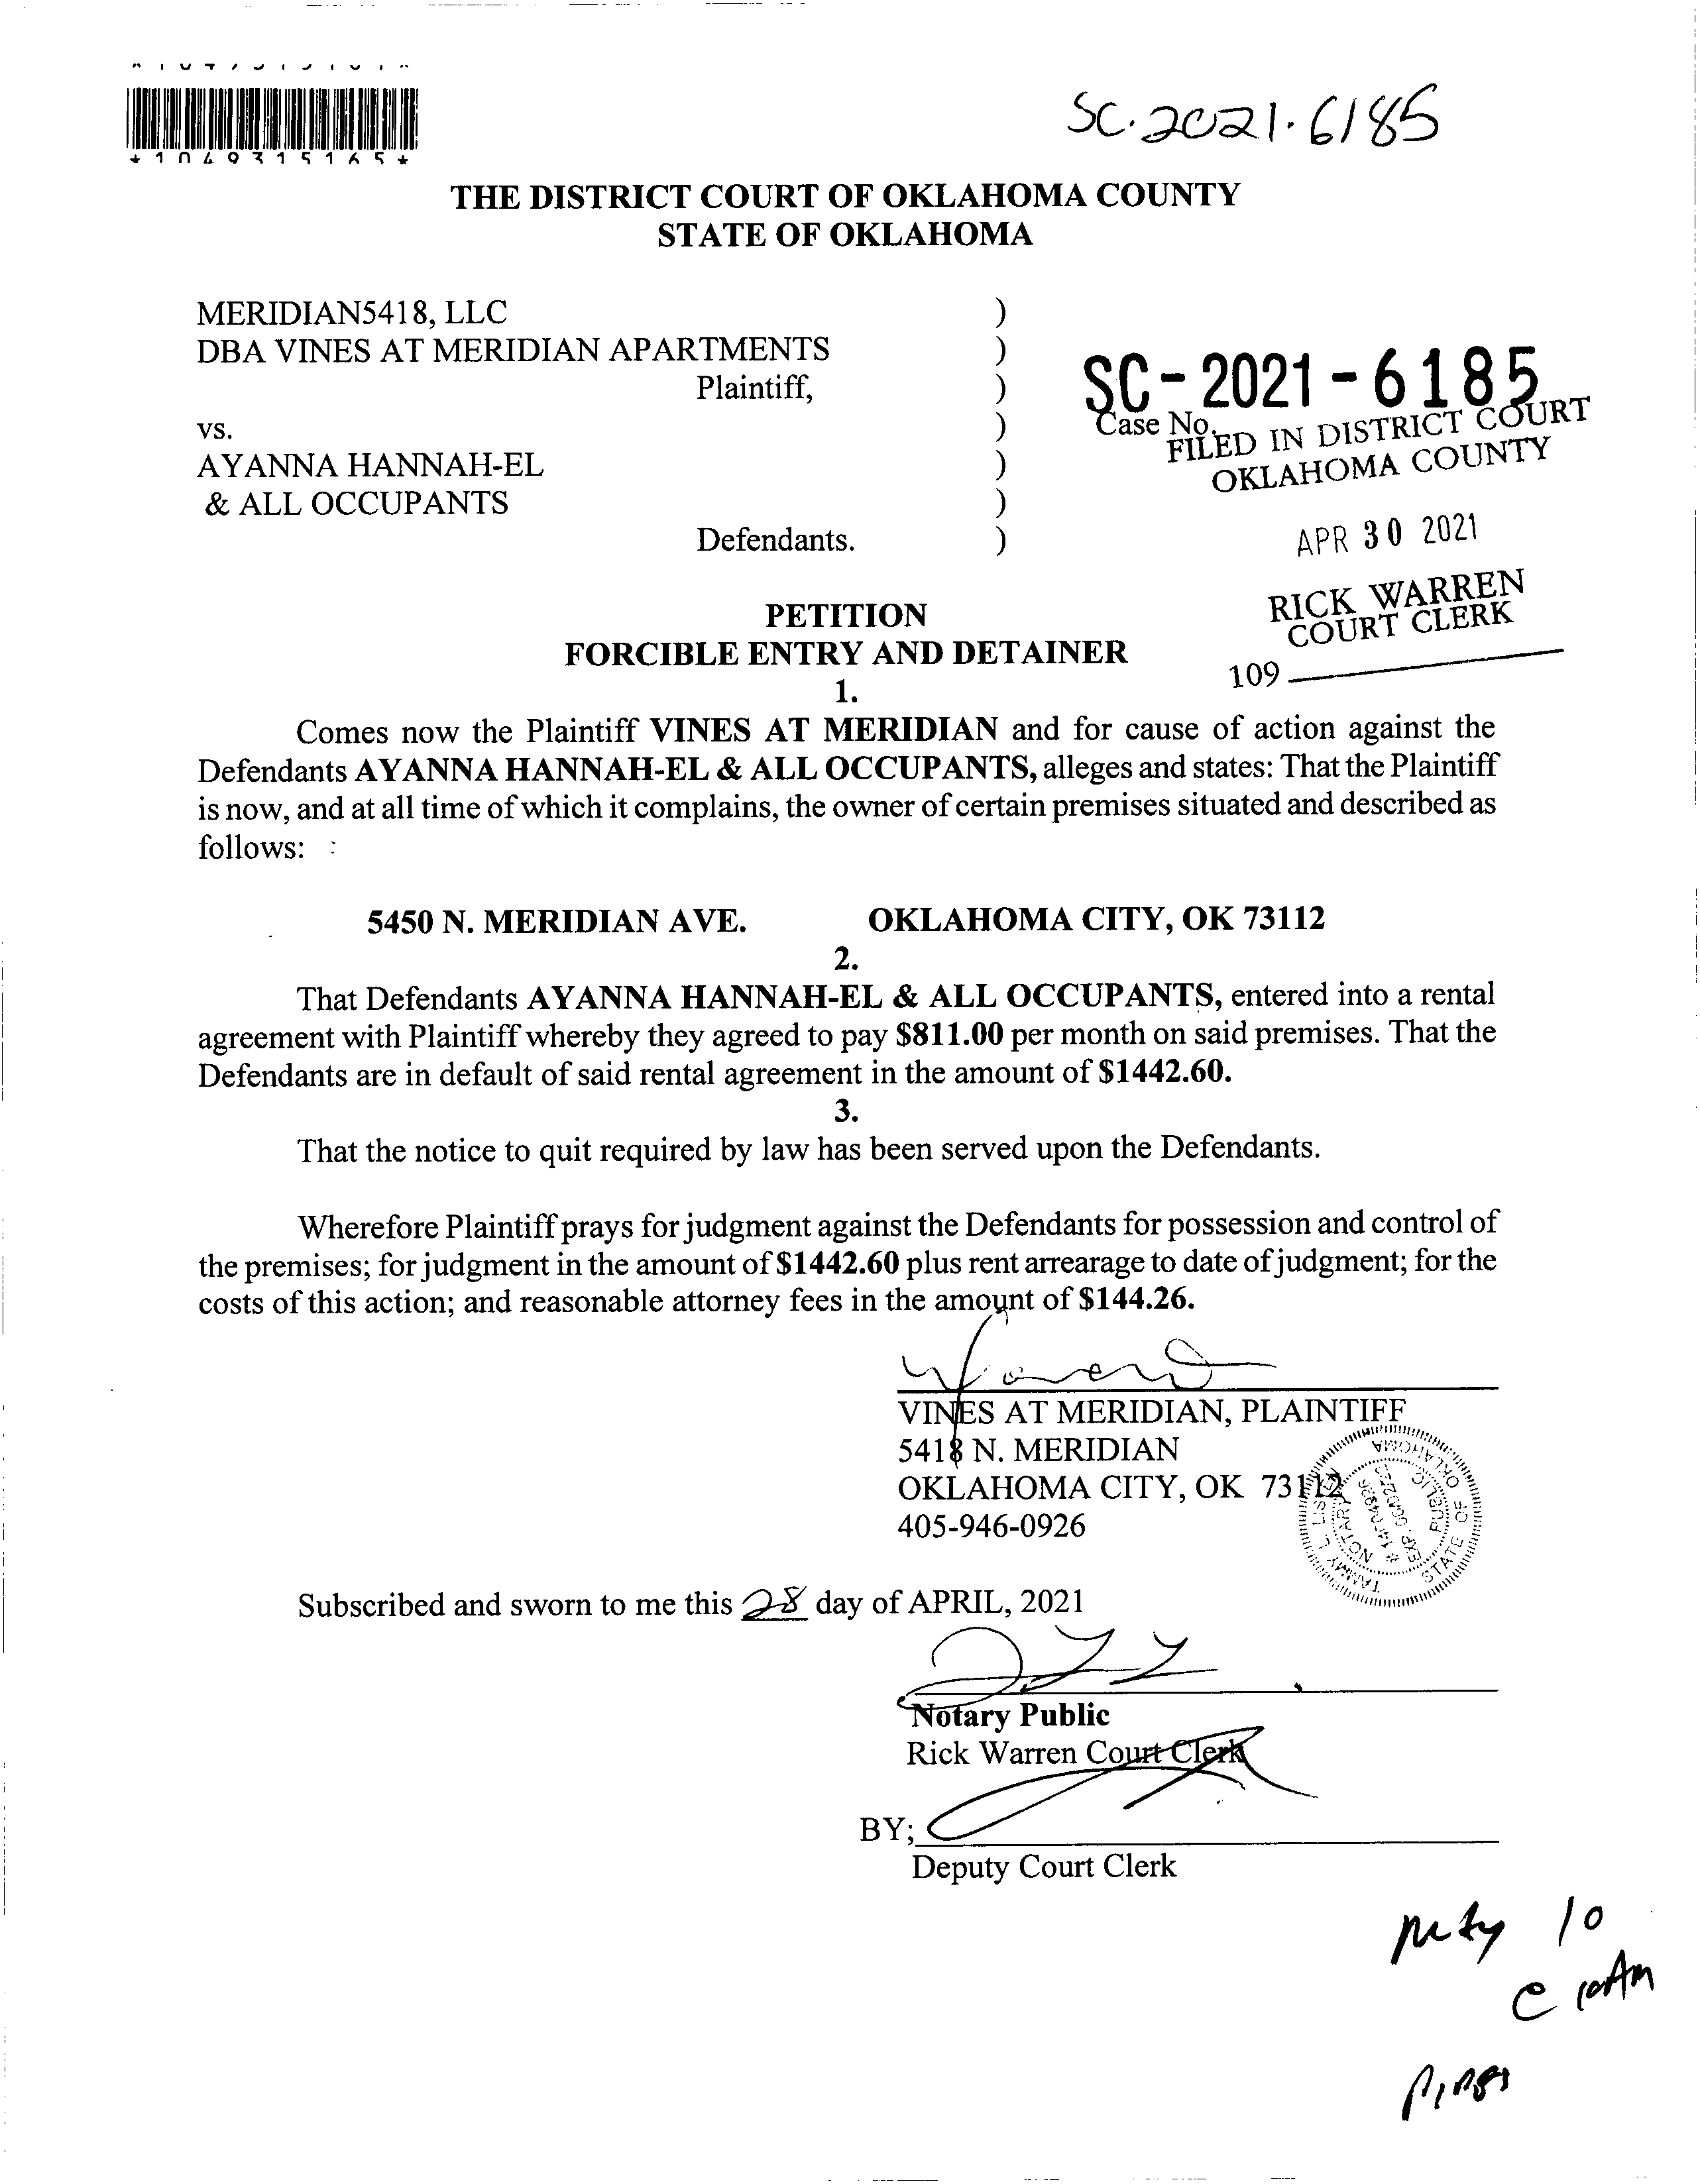 *1049315165*
SC.2021.6185
THE DISTRICT COURT OF OKLAHOMA COUNTY
STATE OF OKLAHOMA
MERIDIAN5418, LLC )
DBA VINES AT MERIDIAN APARTMENTS )
Plaintiff, )
vs. )
AYANNA HANNAH-EL )
& ALL OCCUPANTS )
Defendants. )
SC-2021-6185
Case No.
FILED IN DISTRICT COURT
OKLAHOMA COUNTY
APR 30 2021
RICK WARREN
COURT CLERK
109
PETITION
FORCIBLE ENTRY AND DETAINER
1.
Comes now the Plaintiff VINES AT MERIDIAN and for cause of action against the
Defendants AYANNA HANNAH-EL & ALL OCCUPANTS, alleges and states: That the Plaintiff
is now, and at all time of which it complains, the owner of certain premises situated and described as
follows: :
5450 N. MERIDIAN AVE. OKLAHOMA CITY, OK 73112
2.
That Defendants AYANNA HANNAH-EL & ALL OCCUPANTS, entered into a rental
agreement with Plaintiff whereby they agreed to pay $811.00 per month on said premises. That the
Defendants are in default of said rental agreement in the amount of $1442.60.
3.
That the notice to quit required by law has been served upon the Defendants.
Wherefore Plaintiff prays for judgment against the Defendants for possession and control of
the premises; for judgment in the amount of $1442.60 plus rent arrearage to date of judgment; for the
costs of this action; and reasonable attorney fees in the amount of $144.26.
VINES AT MERIDIAN, PLAINTIFF
5418 N. MERIDIAN
OKLAHOMA CITY, OK 73112
405-946-0926
NOTARY PUBLIC
STATE OF OKLAHOMA
Subscribed and sworn to me this 28 day of APRIL, 2021
Notary Public
Rick Warren Court Clerk
BY;
Deputy Court Clerk
10
10Am